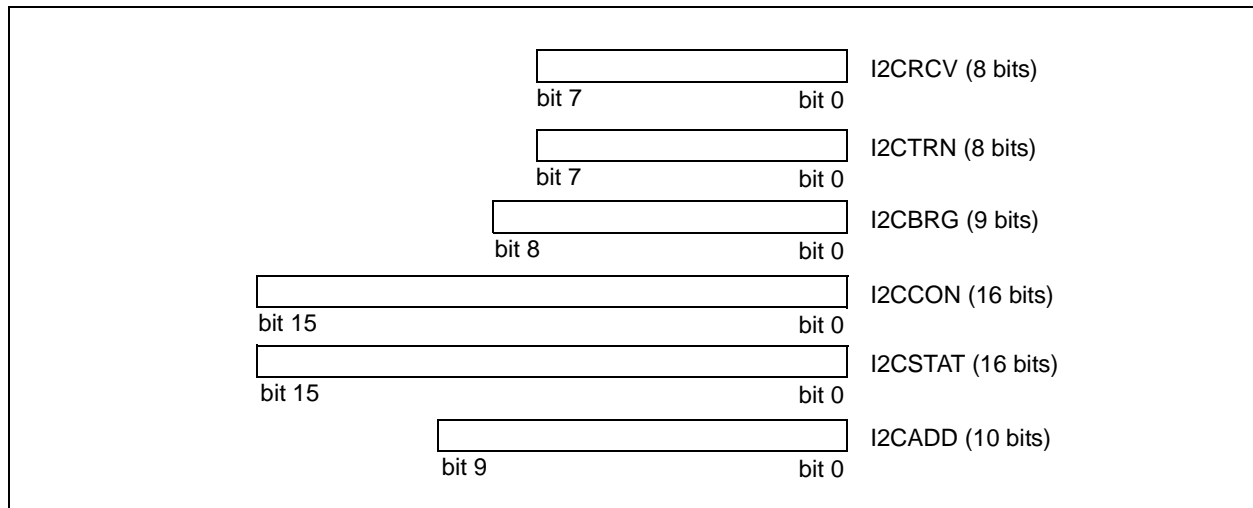 I2CRCV (8 bits)
bit 7 bit 0
I2CTRN (8 bits)
bit 7 bit 0
I2CBRG (9 bits)
bit 8 bit 0
I2CCON (16 bits)
bit 15 bit 0
I2CSTAT (16 bits)
bit 15 bit 0
I2CADD (10 bits)
bit 9 bit 0